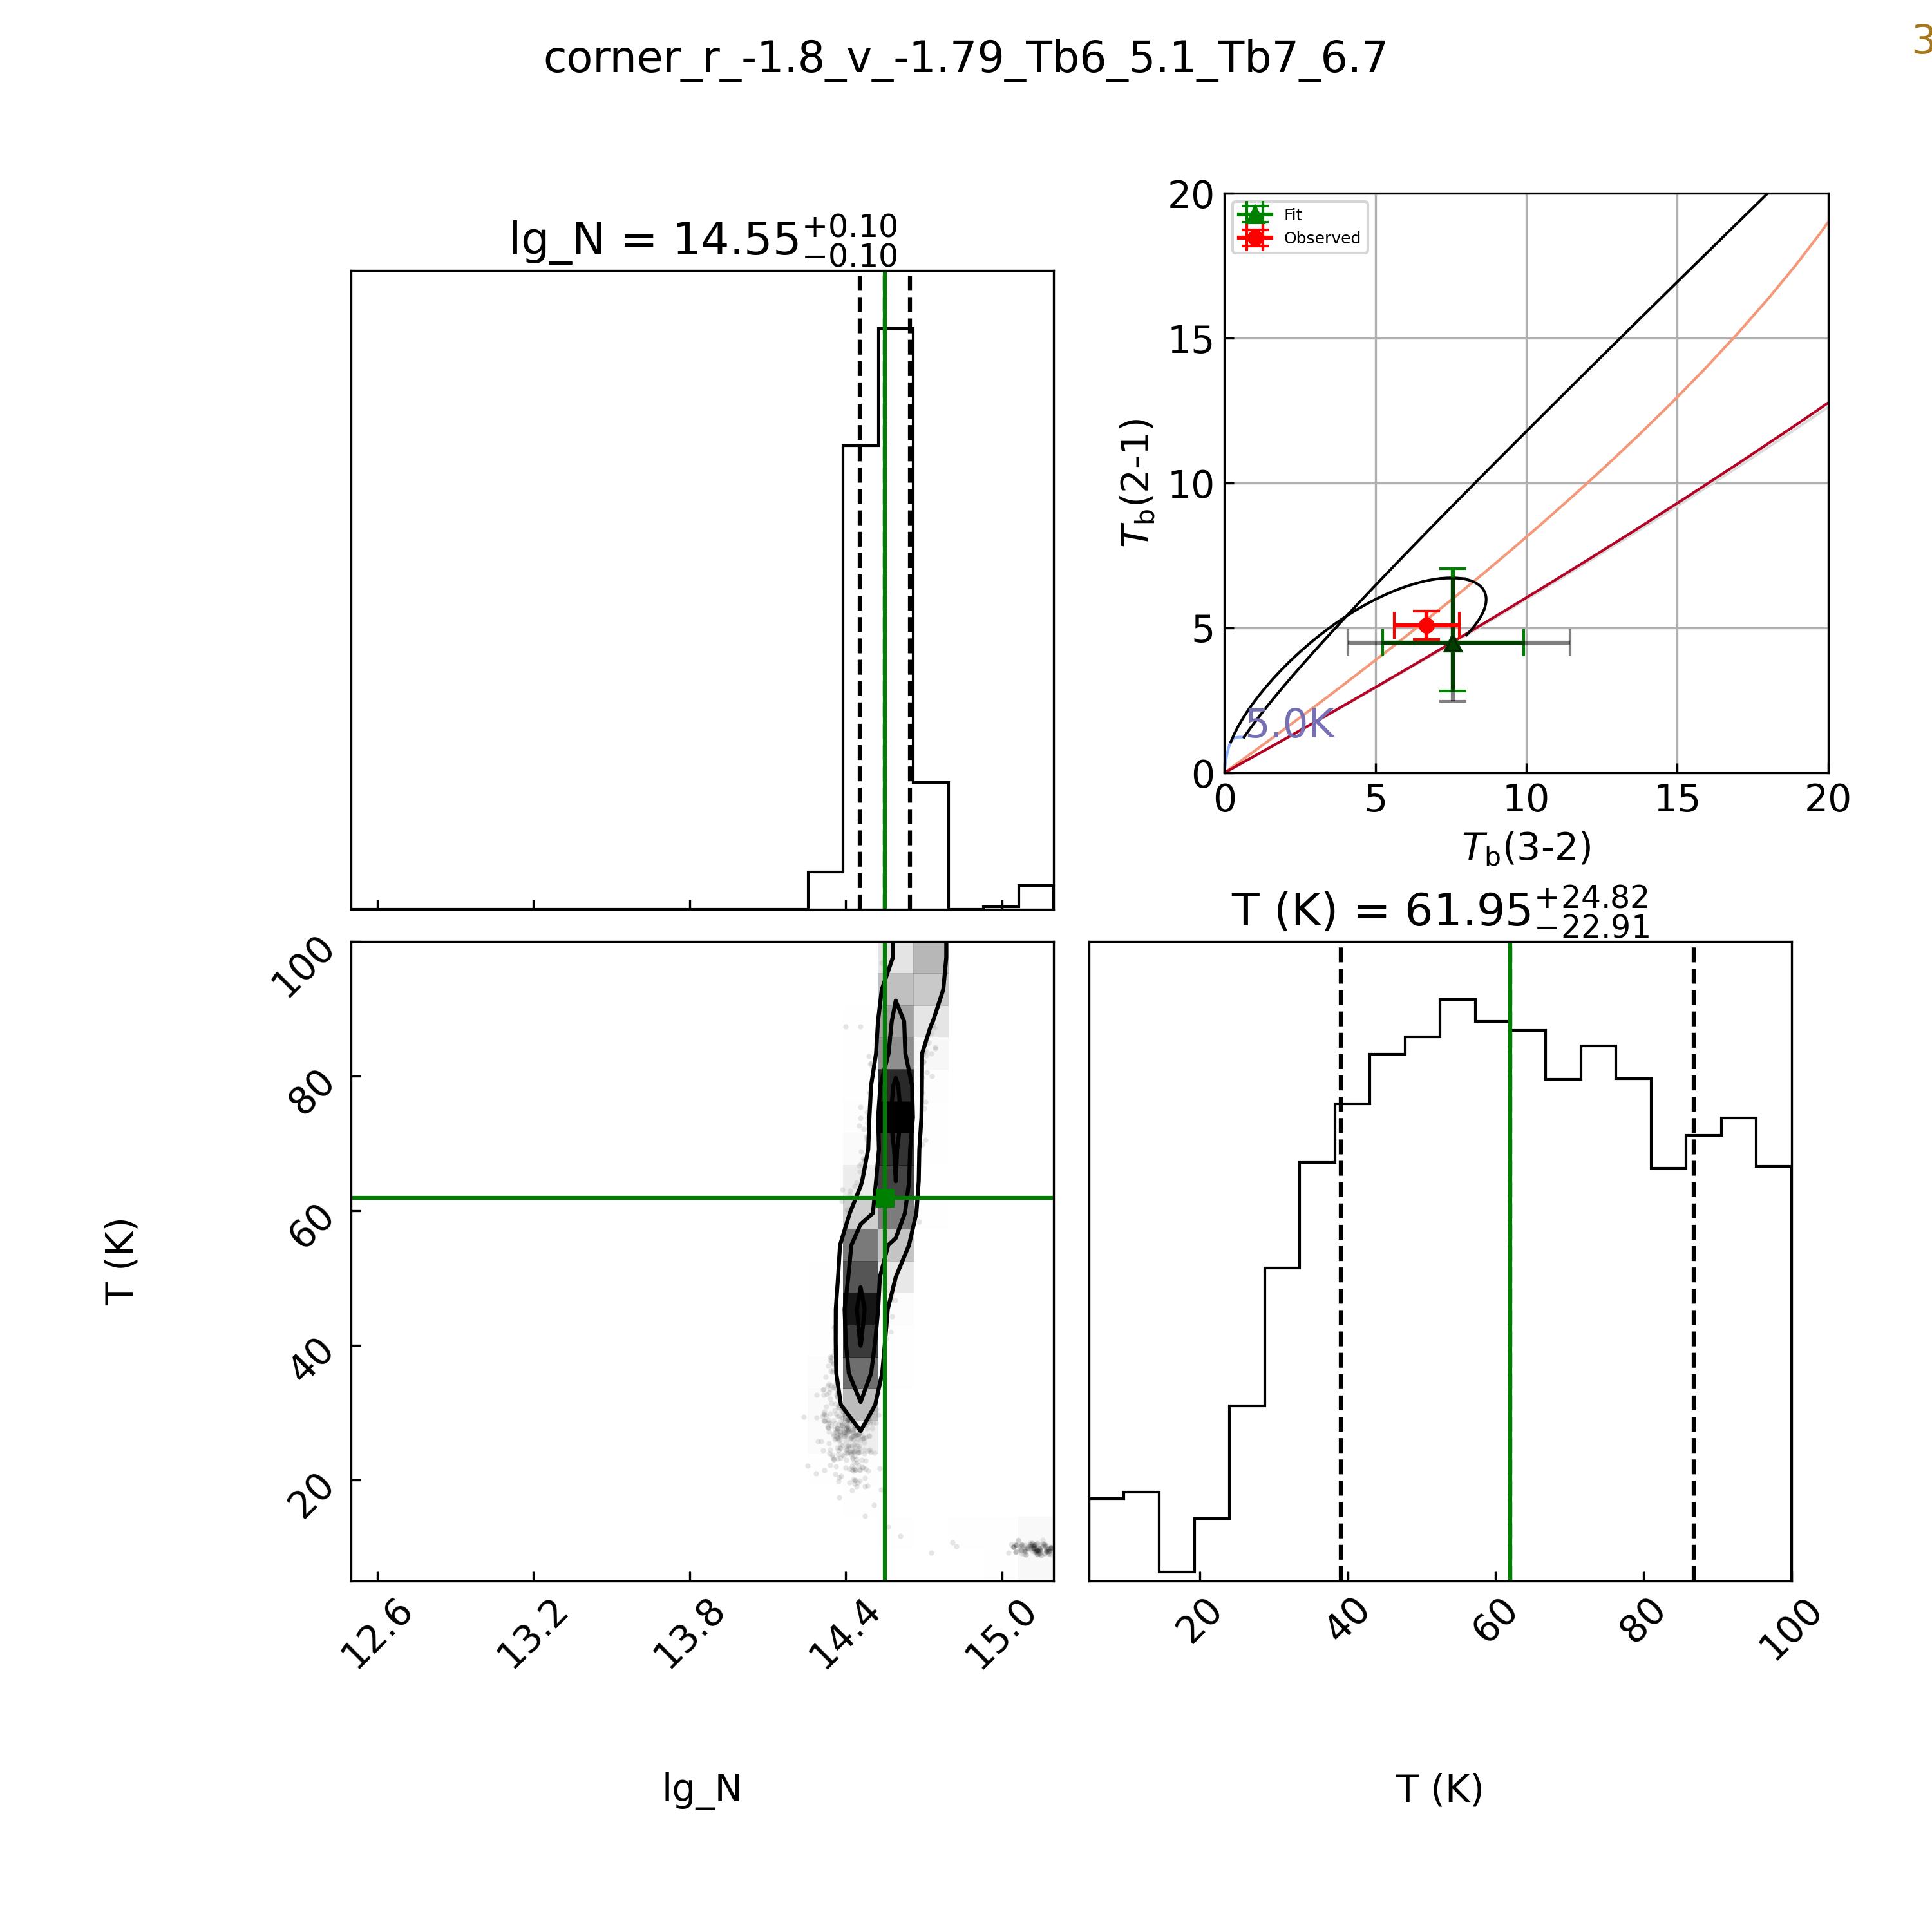 corner_r_-1.8_v_-1.79_Tb6_5.1_Tb7_6.7
3
lg_N = 14.55+0.10−0.10
20
15
10
5
0
Fit
Observed
5.0K
Tb(2-1)
0 5 10 15 20
Tb(3-2)
T (K) = 61.95+24.82−22.91
100
80
60
40
20
T (K)
12.6 13.2 13.8 14.4 15.0
lg_N
20 40 60 80 100
T (K)